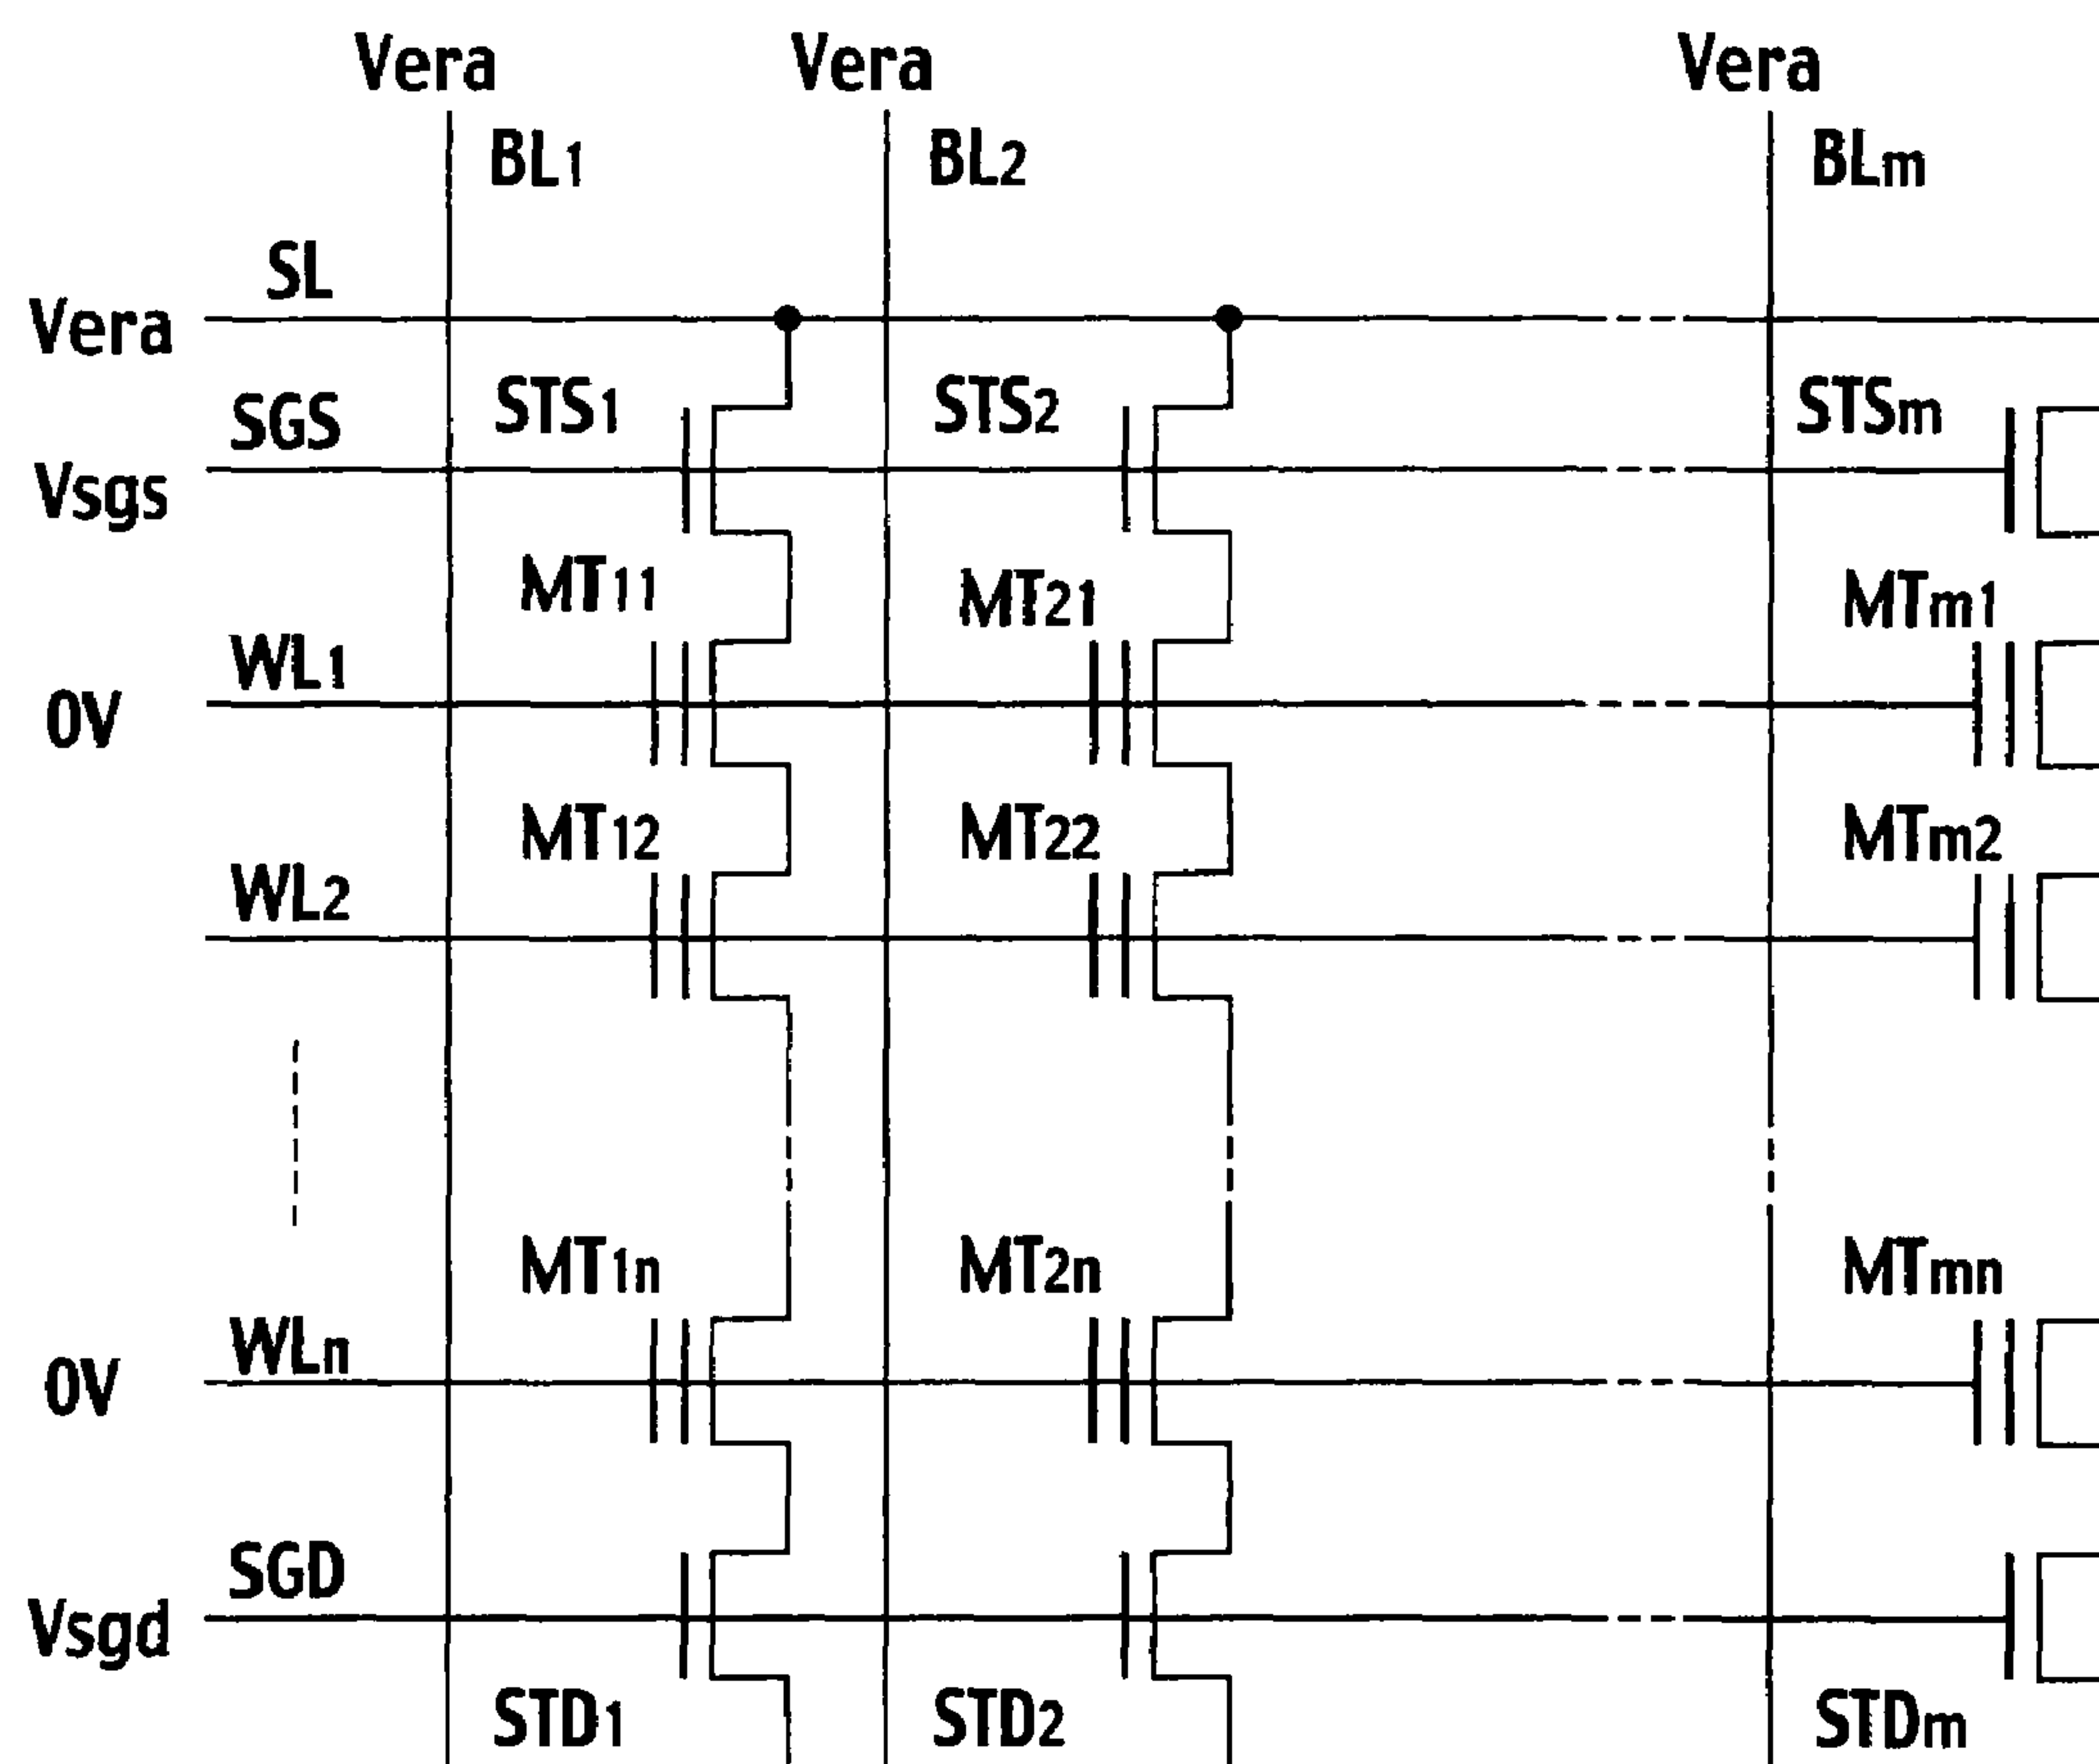 Vera Vera Vera
BL1 BL2 BLm
SL
Vera
SGS STS1 STS2 STSm
Vsgs
MT11 MT21 MTm1
WL1
0V
MT12 MT22 MTm2
WL2
MT1n MT2n MTmn
WLn
0V
SGD
Vsgd
STD1 STD2 STDm